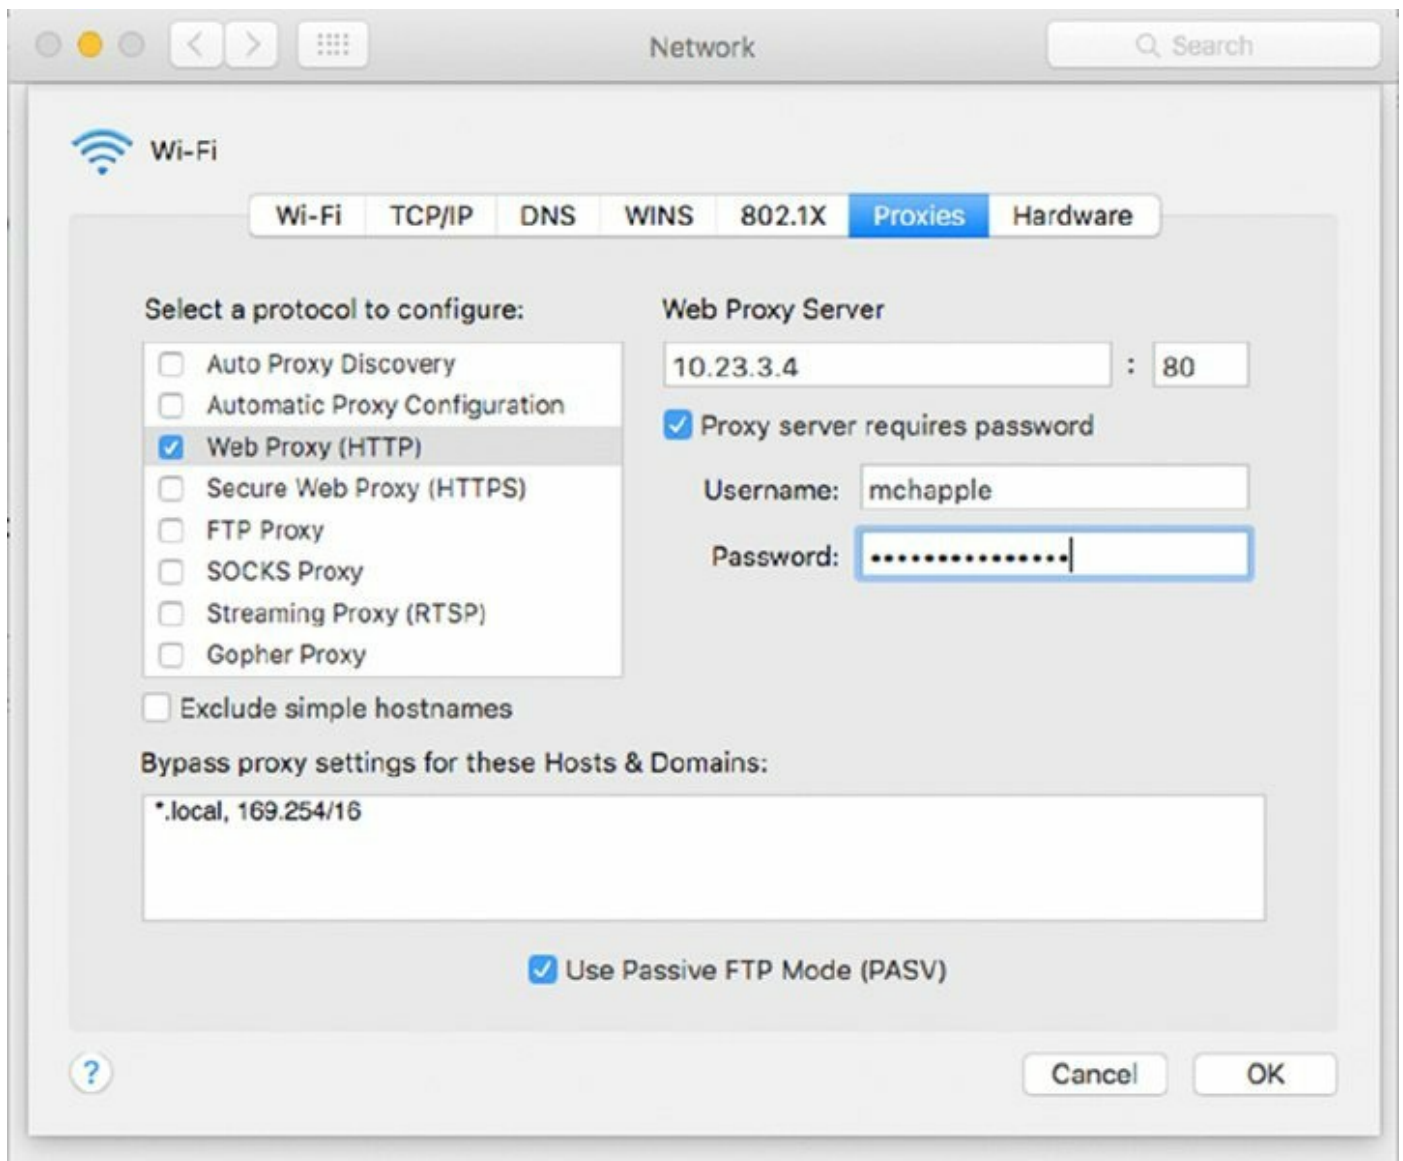 Network
Search
Wi-Fi
Wi-Fi TCP/IP DNS WINS 802.1X Proxies Hardware
Select a protocol to configure:
Auto Proxy Discovery
Automatic Proxy Configuration
Web Proxy (HTTP)
Secure Web Proxy (HTTPS)
FTP Proxy
SOCKS Proxy
Streaming Proxy (RTSP)
Gopher Proxy
Exclude simple hostnames
Web Proxy Server
10.23.3.4 : 80
Proxy server requires password
Username: mchapple
Password: •••••••••••••••
Bypass proxy settings for these Hosts & Domains:
*.local, 169.254/16
Use Passive FTP Mode (PASV)
? Cancel OK